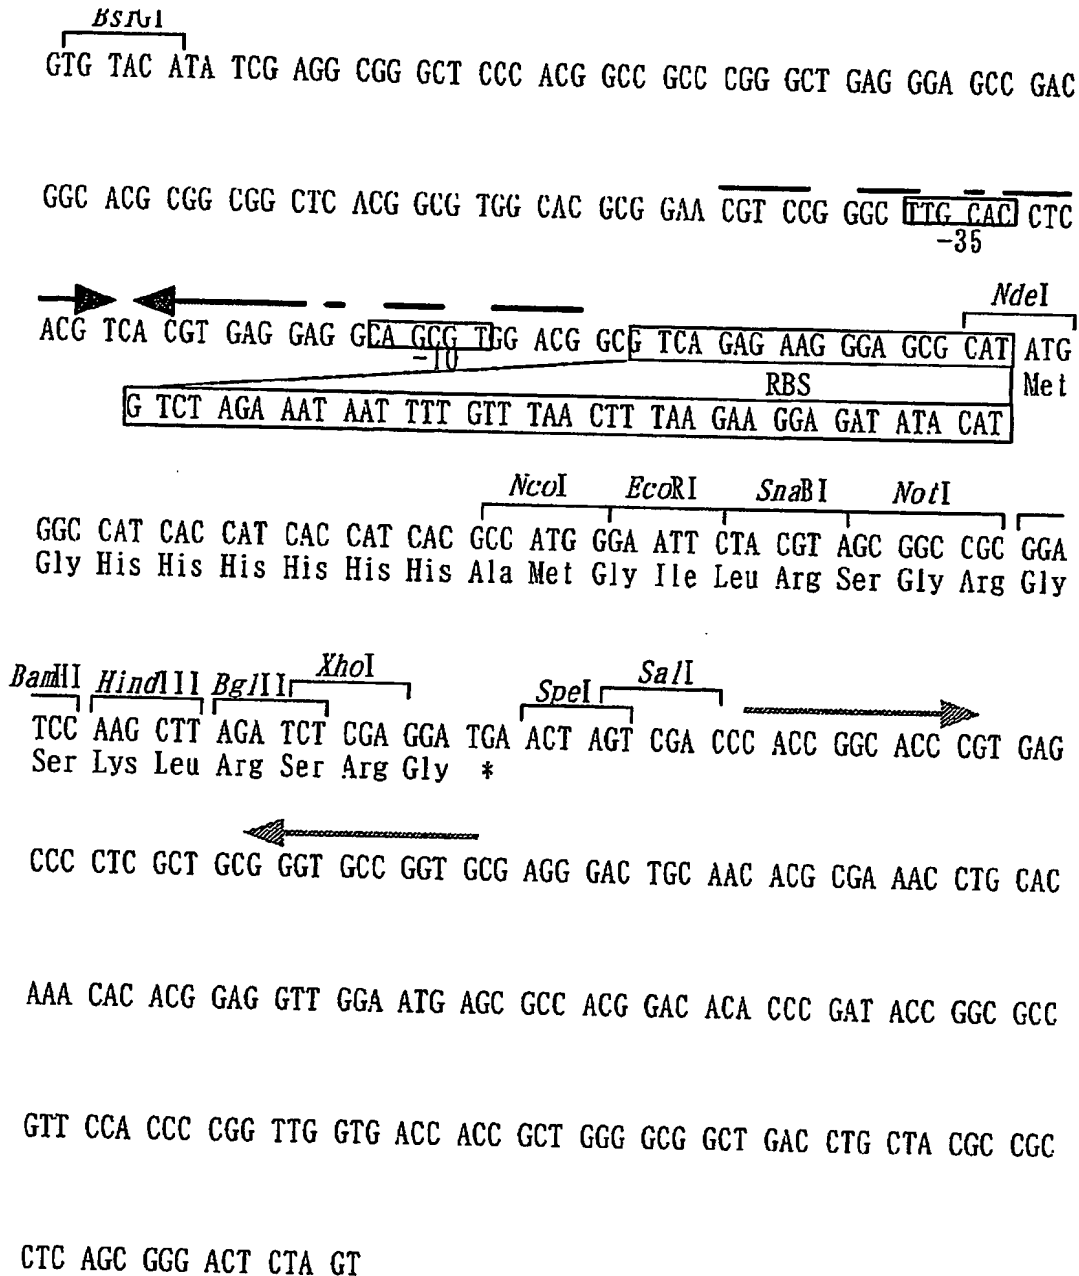 BsrGI
GTG TAC ATA TCG AGG CGG GCT CCC ACG GCC GCC CGG GCT GAG GGA GCC GAC
GGC ACG CGG CGG CTC ACG GCG TGG CAC GCG GAA CGT CCG GGC TTG CAC CTC
-35
NdeI
ACG TCA CGT GAG GAG GCA GCG TGG ACG GCG TCA GAG AAG GGA GCG CAT ATG
-10
RBS Met
G TCT AGA AAT AAT TTT GTT TAA CTT TAA GAA GGA GAT ATA CAT
NcoI EcoRI SnaBI NotI
GGC CAT CAC CAT CAC CAT CAC GCC ATG GGA ATT CTA CGT AGC GGC CGC GGA
Gly His His His His His His Ala Met Gly Ile Leu Arg Ser Gly Arg Gly
BamHI HindIII BglII XhoI SpeI SalI
TCC AAG CTT AGA TCT CGA GGA TGA ACT AGT CGA CCC ACC GGC ACC CGT GAG
Ser Lys Leu Arg Ser Arg Gly *
CCC CTC GCT GCG GGT GCC GGT GCG AGG GAC TGC AAC ACG CGA AAC CTG CAC
AAA CAC ACG GAG GTT GGA ATG AGC GCC ACG GAC ACA CCC GAT ACC GGC GCC
GTT CCA CCC CGG TTG GTG ACC ACC GCT GGG GCG GCT GAC CTG CTA CGC CGC
CTC AGC GGG ACT CTA GT